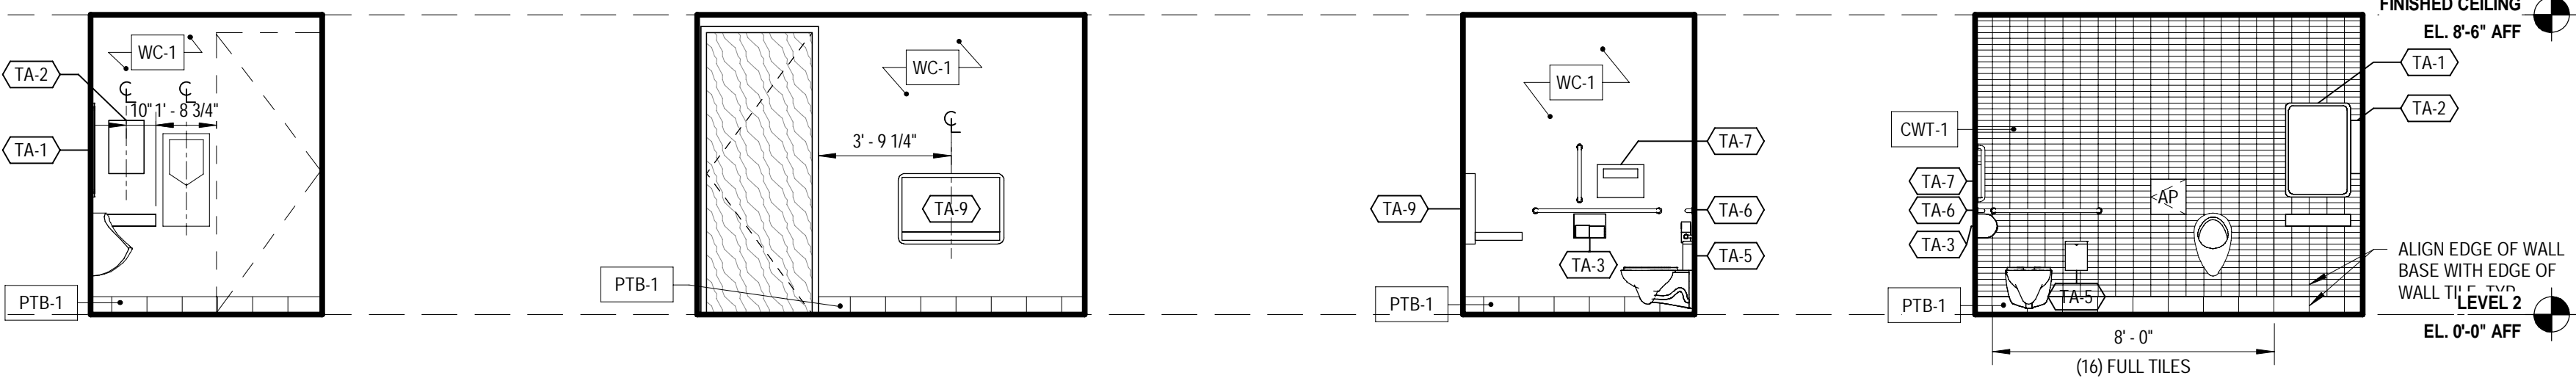 TA-2
TA-1
WC-1
10" 1' - 8 3/4"
PTB-1
WC-1
3' - 9 1/4"
TA-9
PTB-1
WC-1
TA-7
TA-9
TA-6
TA-3
TA-5
PTB-1
FINISHED CEILING
EL. 8'-6" AFF
TA-1
TA-2
CWT-1
TA-7
TA-6
TA-3
AP
TA-5
PTB-1
ALIGN EDGE OF WALL
BASE WITH EDGE OF
WALL TILE, TYP
LEVEL 2
EL. 0'-0" AFF
8' - 0"
(16) FULL TILES